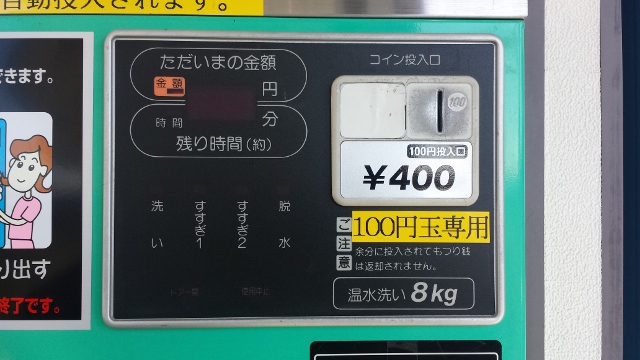 自動投入されます。
できます。
り出す
終了です。
ただいまの金額
金額
円
時間
分
残り時間(約)
洗い
すすぎ1
すすぎ2
脱水
コイン投入口
100
100円投入口
¥400
ご注意
100円玉専用
余分に投入されてもつり銭
は返却されません。
温水洗い 8kg